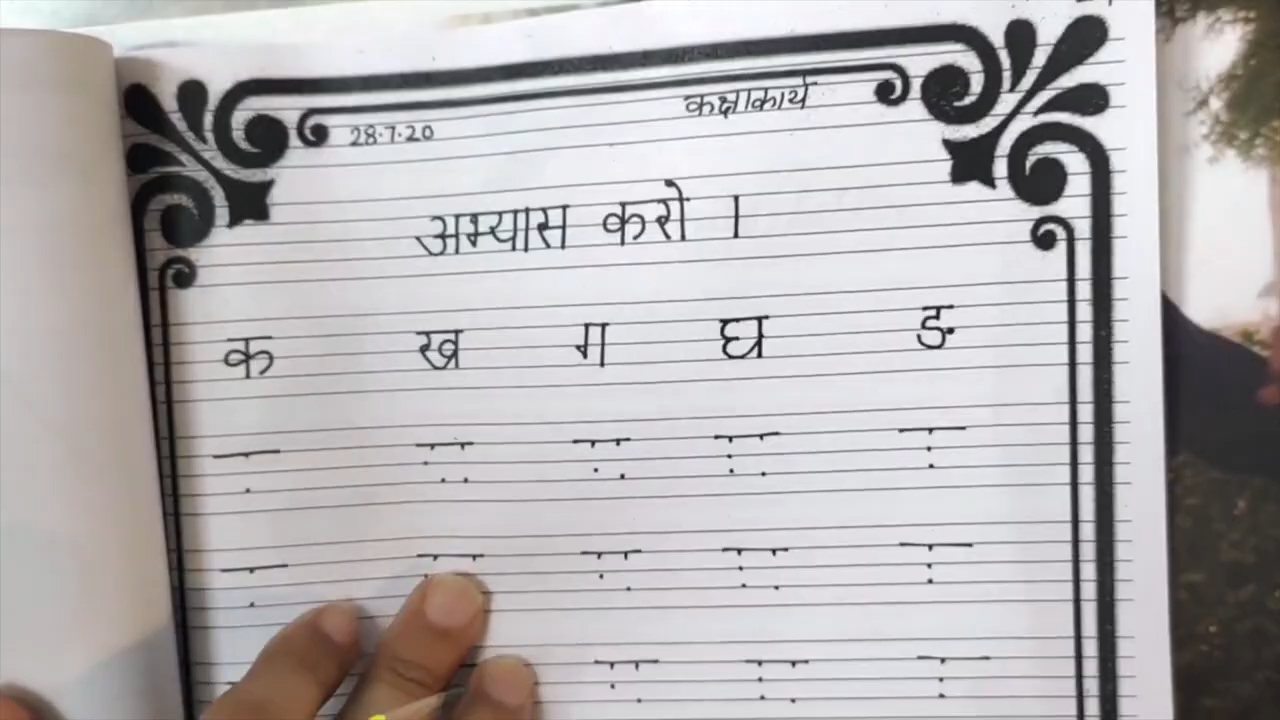 28.7.20 कक्षाकार्य
अभ्यास करो ।
क ख ग घ ङ